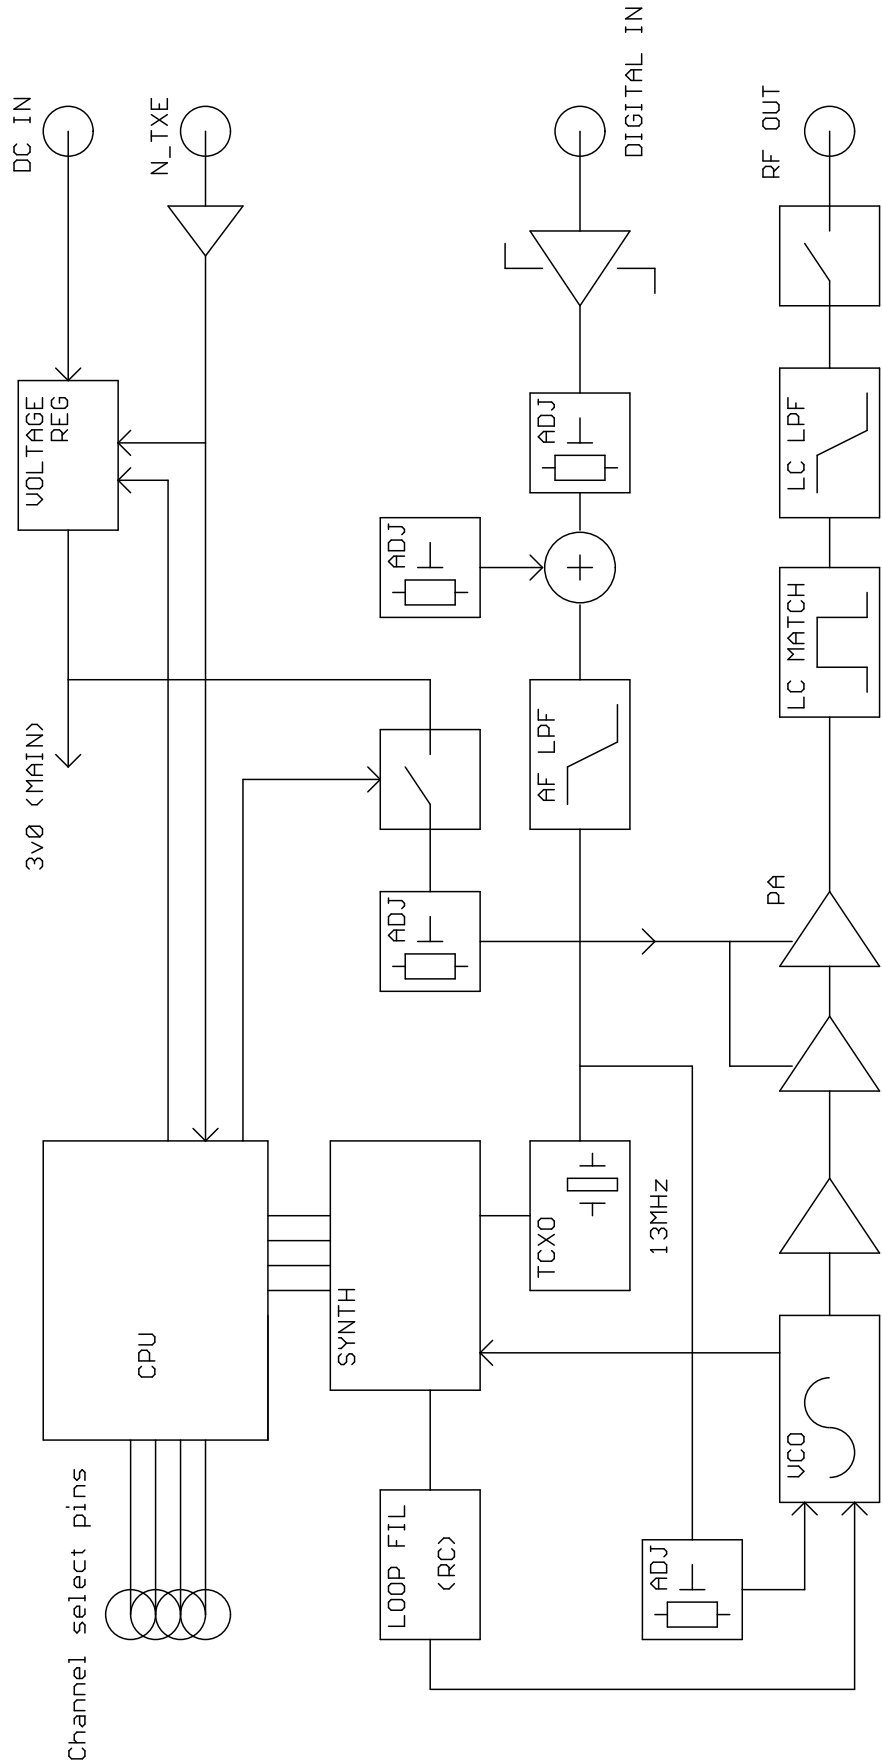 Channel select pins
CPU
3v0 (MAIN)
VOLTAGE
REG
DC IN
N_TXE
LOOP FIL
(RC)
SYNTH
ADJ
ADJ
TCXO
13MHz
AF LPF
ADJ
DIGITAL IN
ADJ
VCO
PA
LC MATCH
LC LPF
RF OUT